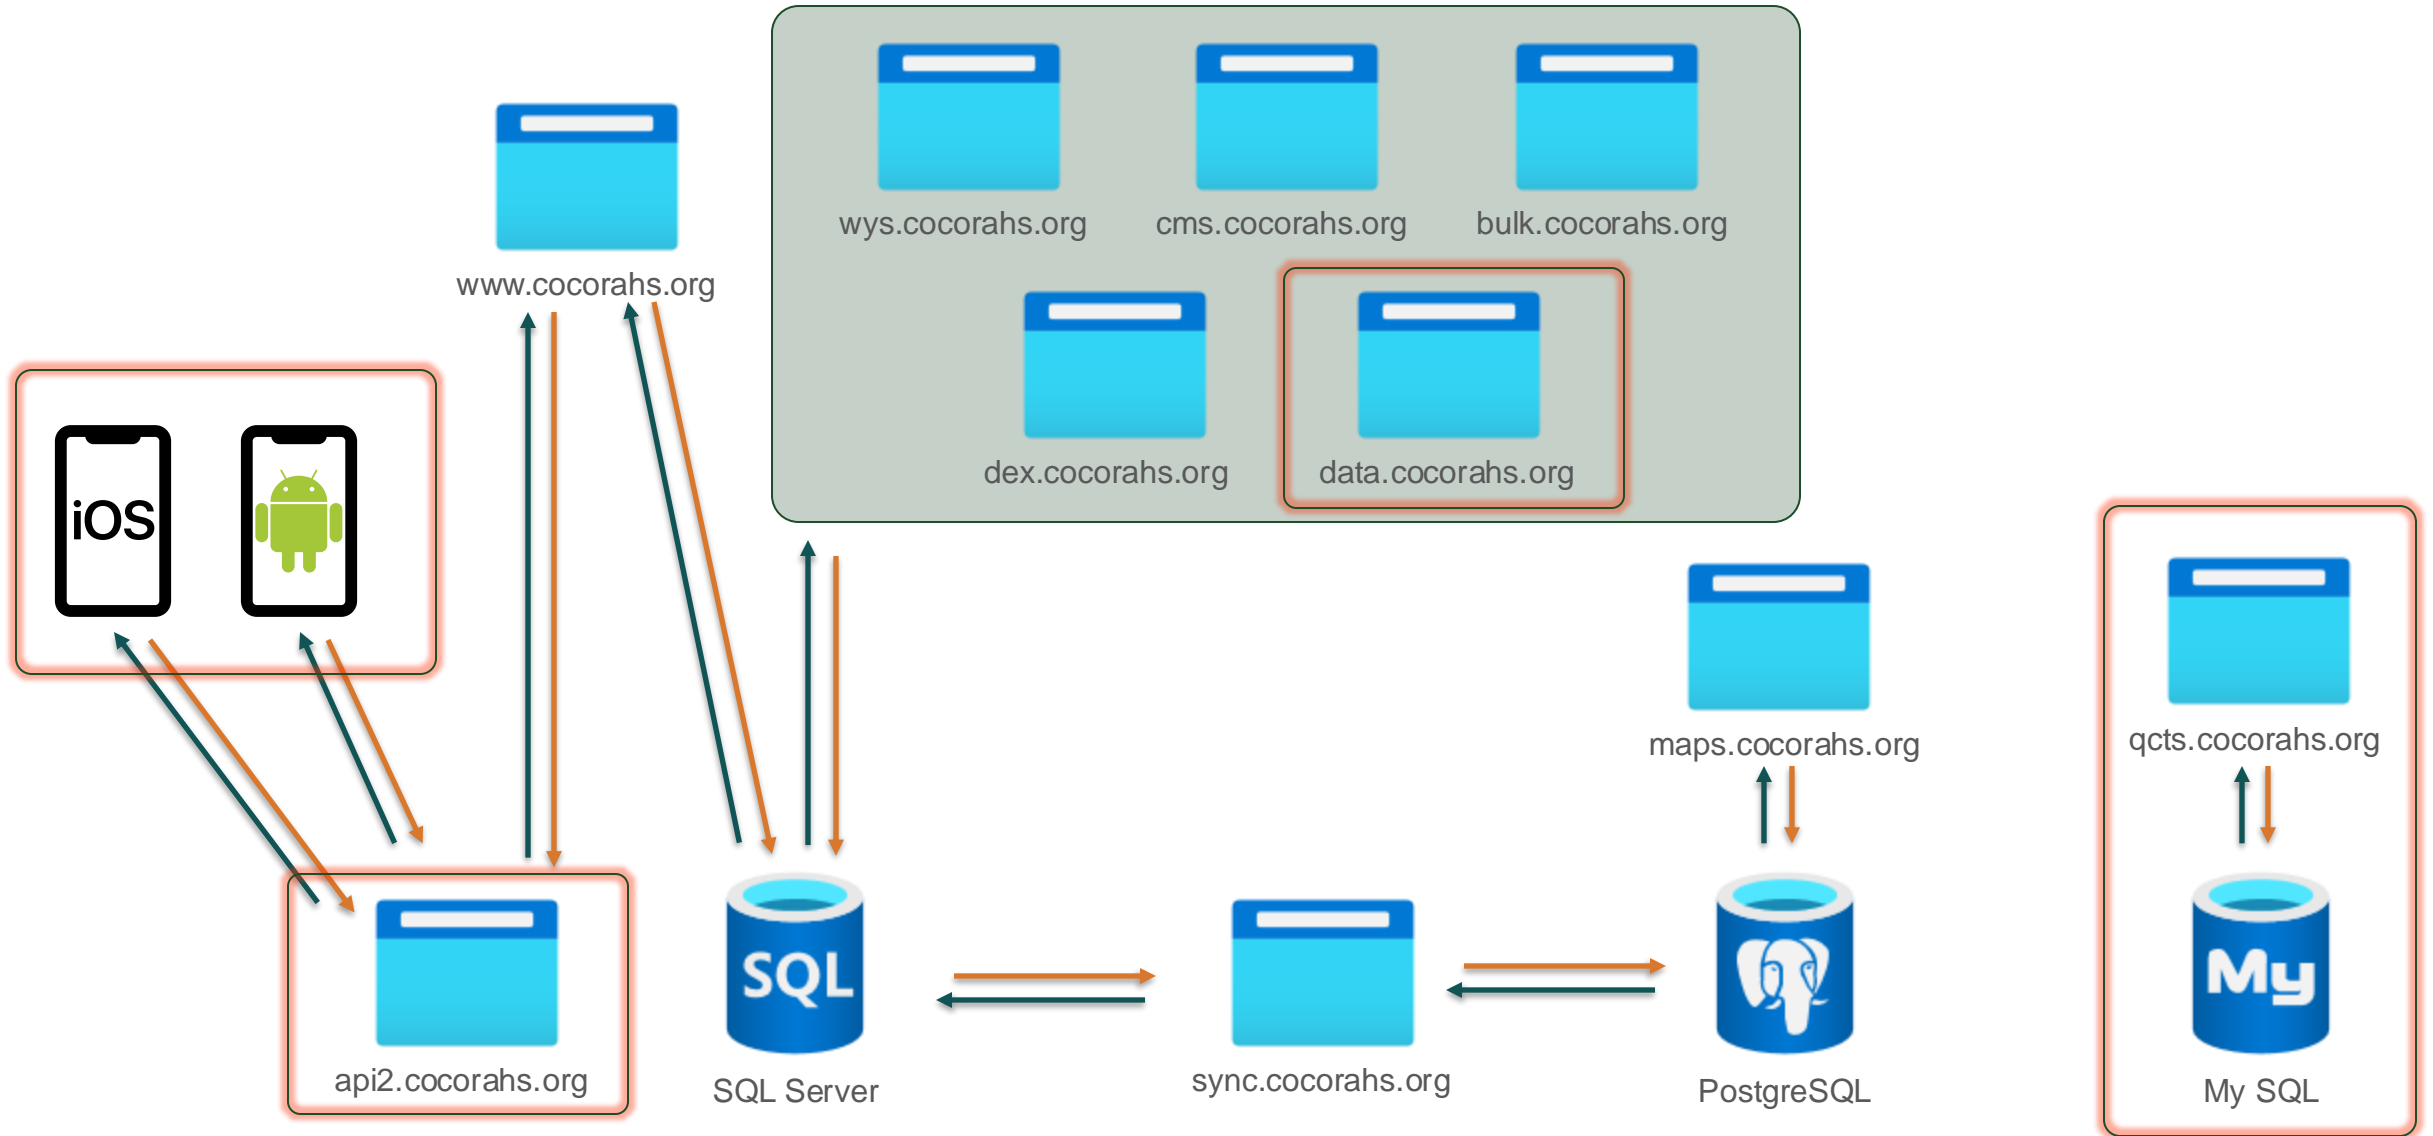 wys.cocorahs.org
cms.cocorahs.org
bulk.cocorahs.org
www.cocorahs.org
dex.cocorahs.org
data.cocorahs.org
iOS
maps.cocorahs.org
qcts.cocorahs.org
SQL
My
api2.cocorahs.org
SQL Server
sync.cocorahs.org
PostgreSQL
My SQL